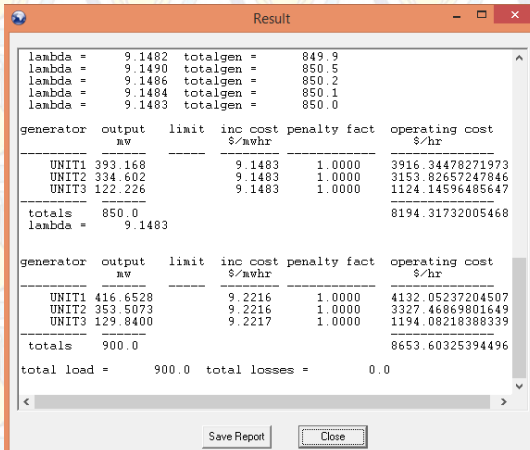 Result
lambda = 9.1482 totalgen = 849.9
lambda = 9.1490 totalgen = 850.5
lambda = 9.1486 totalgen = 850.2
lambda = 9.1484 totalgen = 850.1
lambda = 9.1483 totalgen = 850.0
generator output limit inc cost penalty fact operating cost
mw $/mwhr $/hr
UNIT1 393.168 9.1483 1.0000 3916.34478271973
UNIT2 334.602 9.1483 1.0000 3153.82657247846
UNIT3 122.226 9.1483 1.0000 1124.14596485647
totals 850.0 8194.31732005468
lambda = 9.1483
generator output limit inc cost penalty fact operating cost
mw $/mwhr $/hr
UNIT1 416.6528 9.2216 1.0000 4132.05237204507
UNIT2 353.5073 9.2216 1.0000 3327.46869801649
UNIT3 129.8400 9.2217 1.0000 1194.08218388339
totals 900.0 8653.60325394496
total load = 900.0 total losses = 0.0
Save Report Close